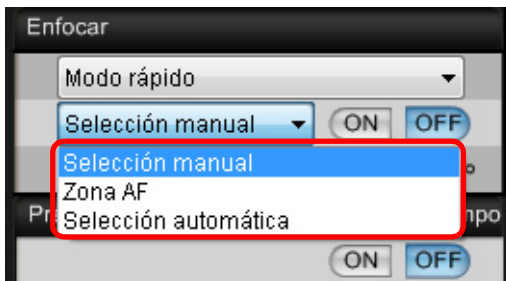 Enfocar
Modo rápido
Selección manual ON OFF
Selección manual
Zona AF
Selección automática
ON OFF